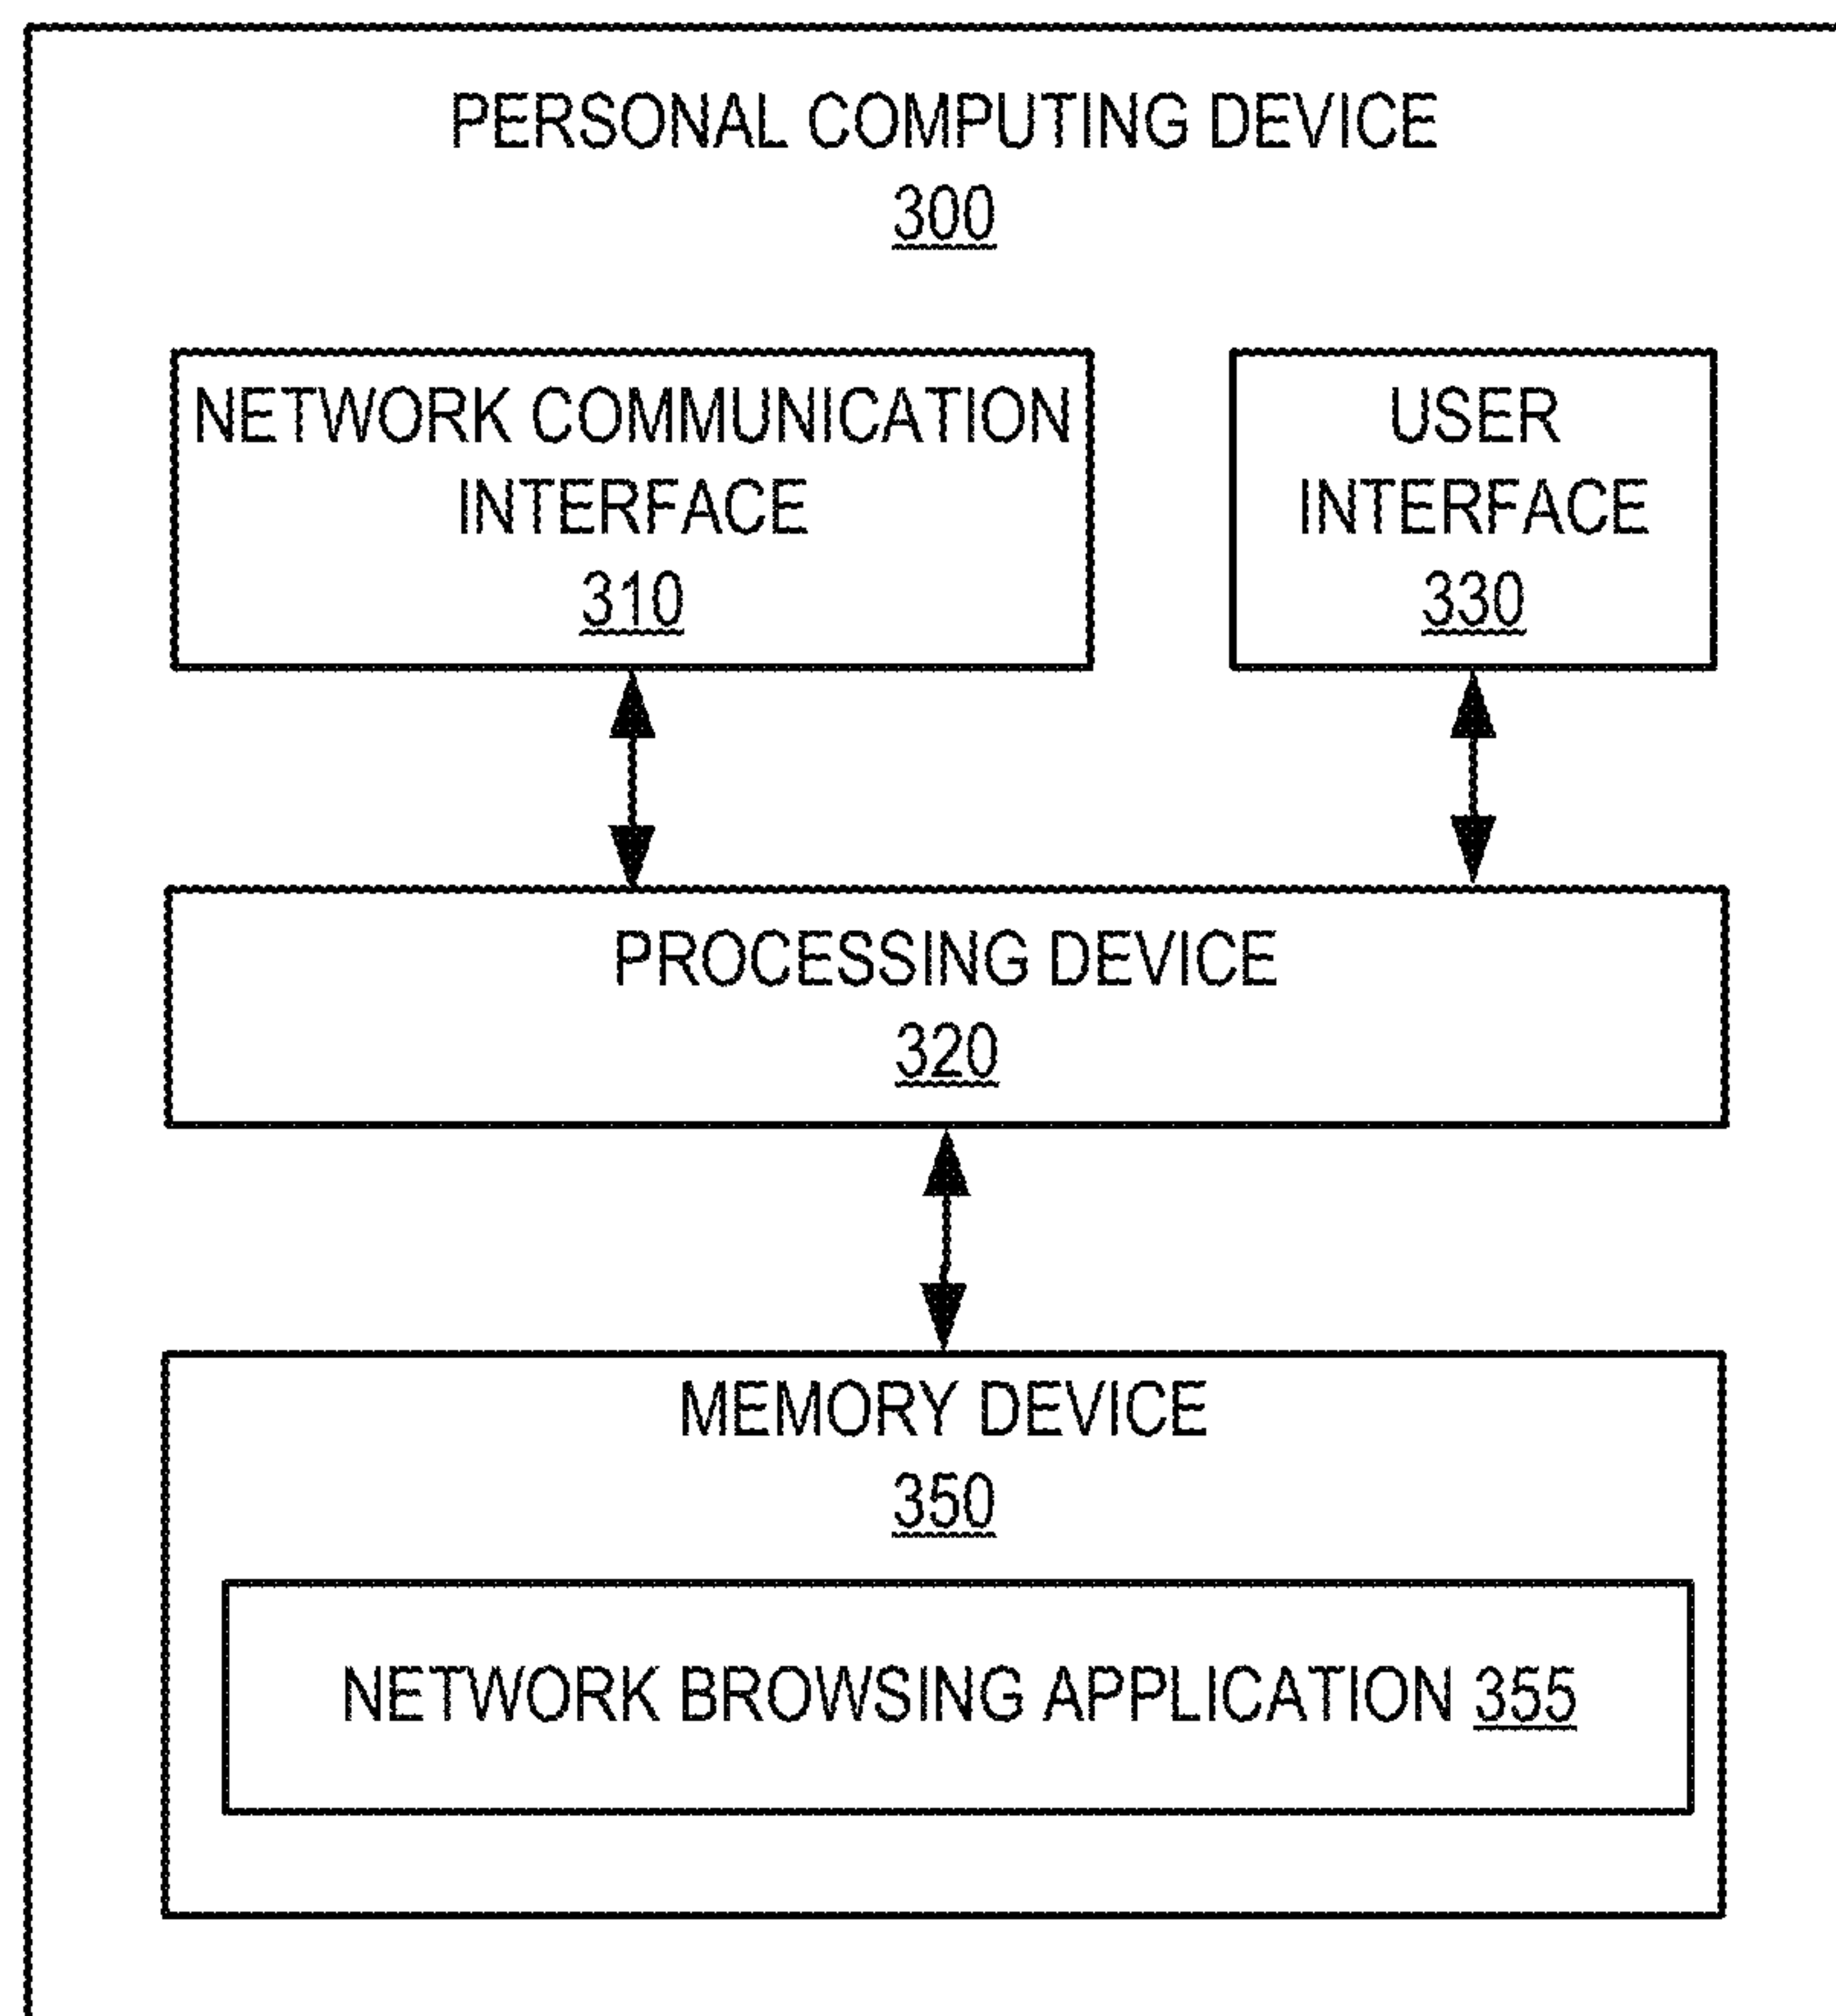 PERSONAL COMPUTING DEVICE
300
NETWORK COMMUNICATION
INTERFACE
310
USER
INTERFACE
330
PROCESSING DEVICE
320
MEMORY DEVICE
350
NETWORK BROWSING APPLICATION 355